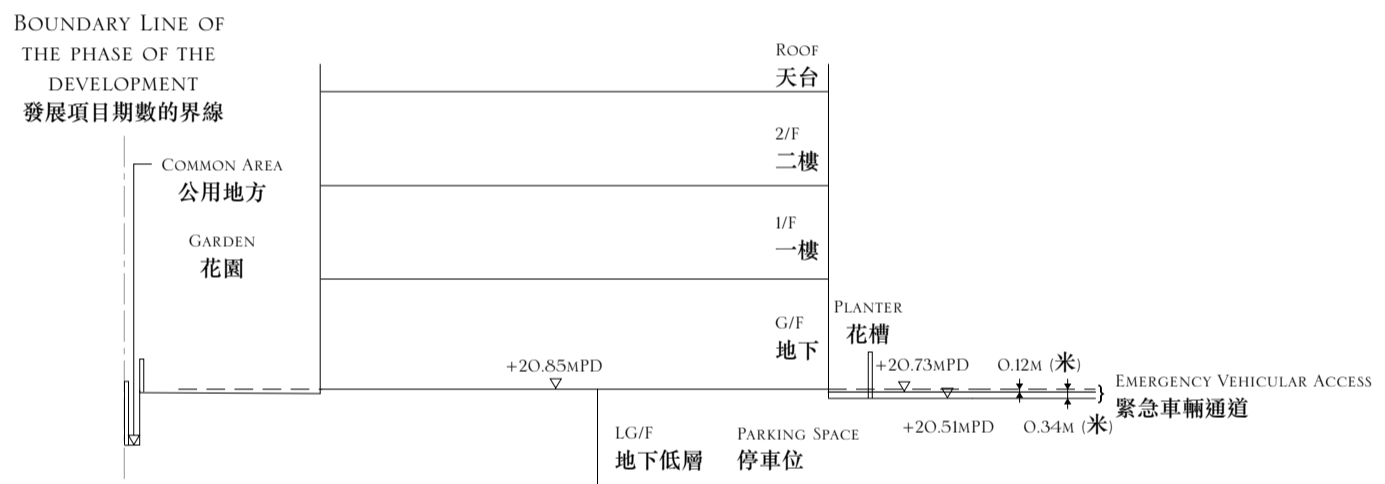 BOUNDARY LINE OF
THE PHASE OF THE
DEVELOPMENT
發展項目期數的界線
COMMON AREA
公用地方
GARDEN
花園
ROOF
天台
2/F
二樓
1/F
一樓
G/F
地下
PLANTER
花槽
+20.85MPD
+20.73MPD
0.12M (米)
EMERGENCY VEHICULAR ACCESS
緊急車輛通道
+20.51MPD
0.34M (米)
LG/F
地下低層
PARKING SPACE
停車位